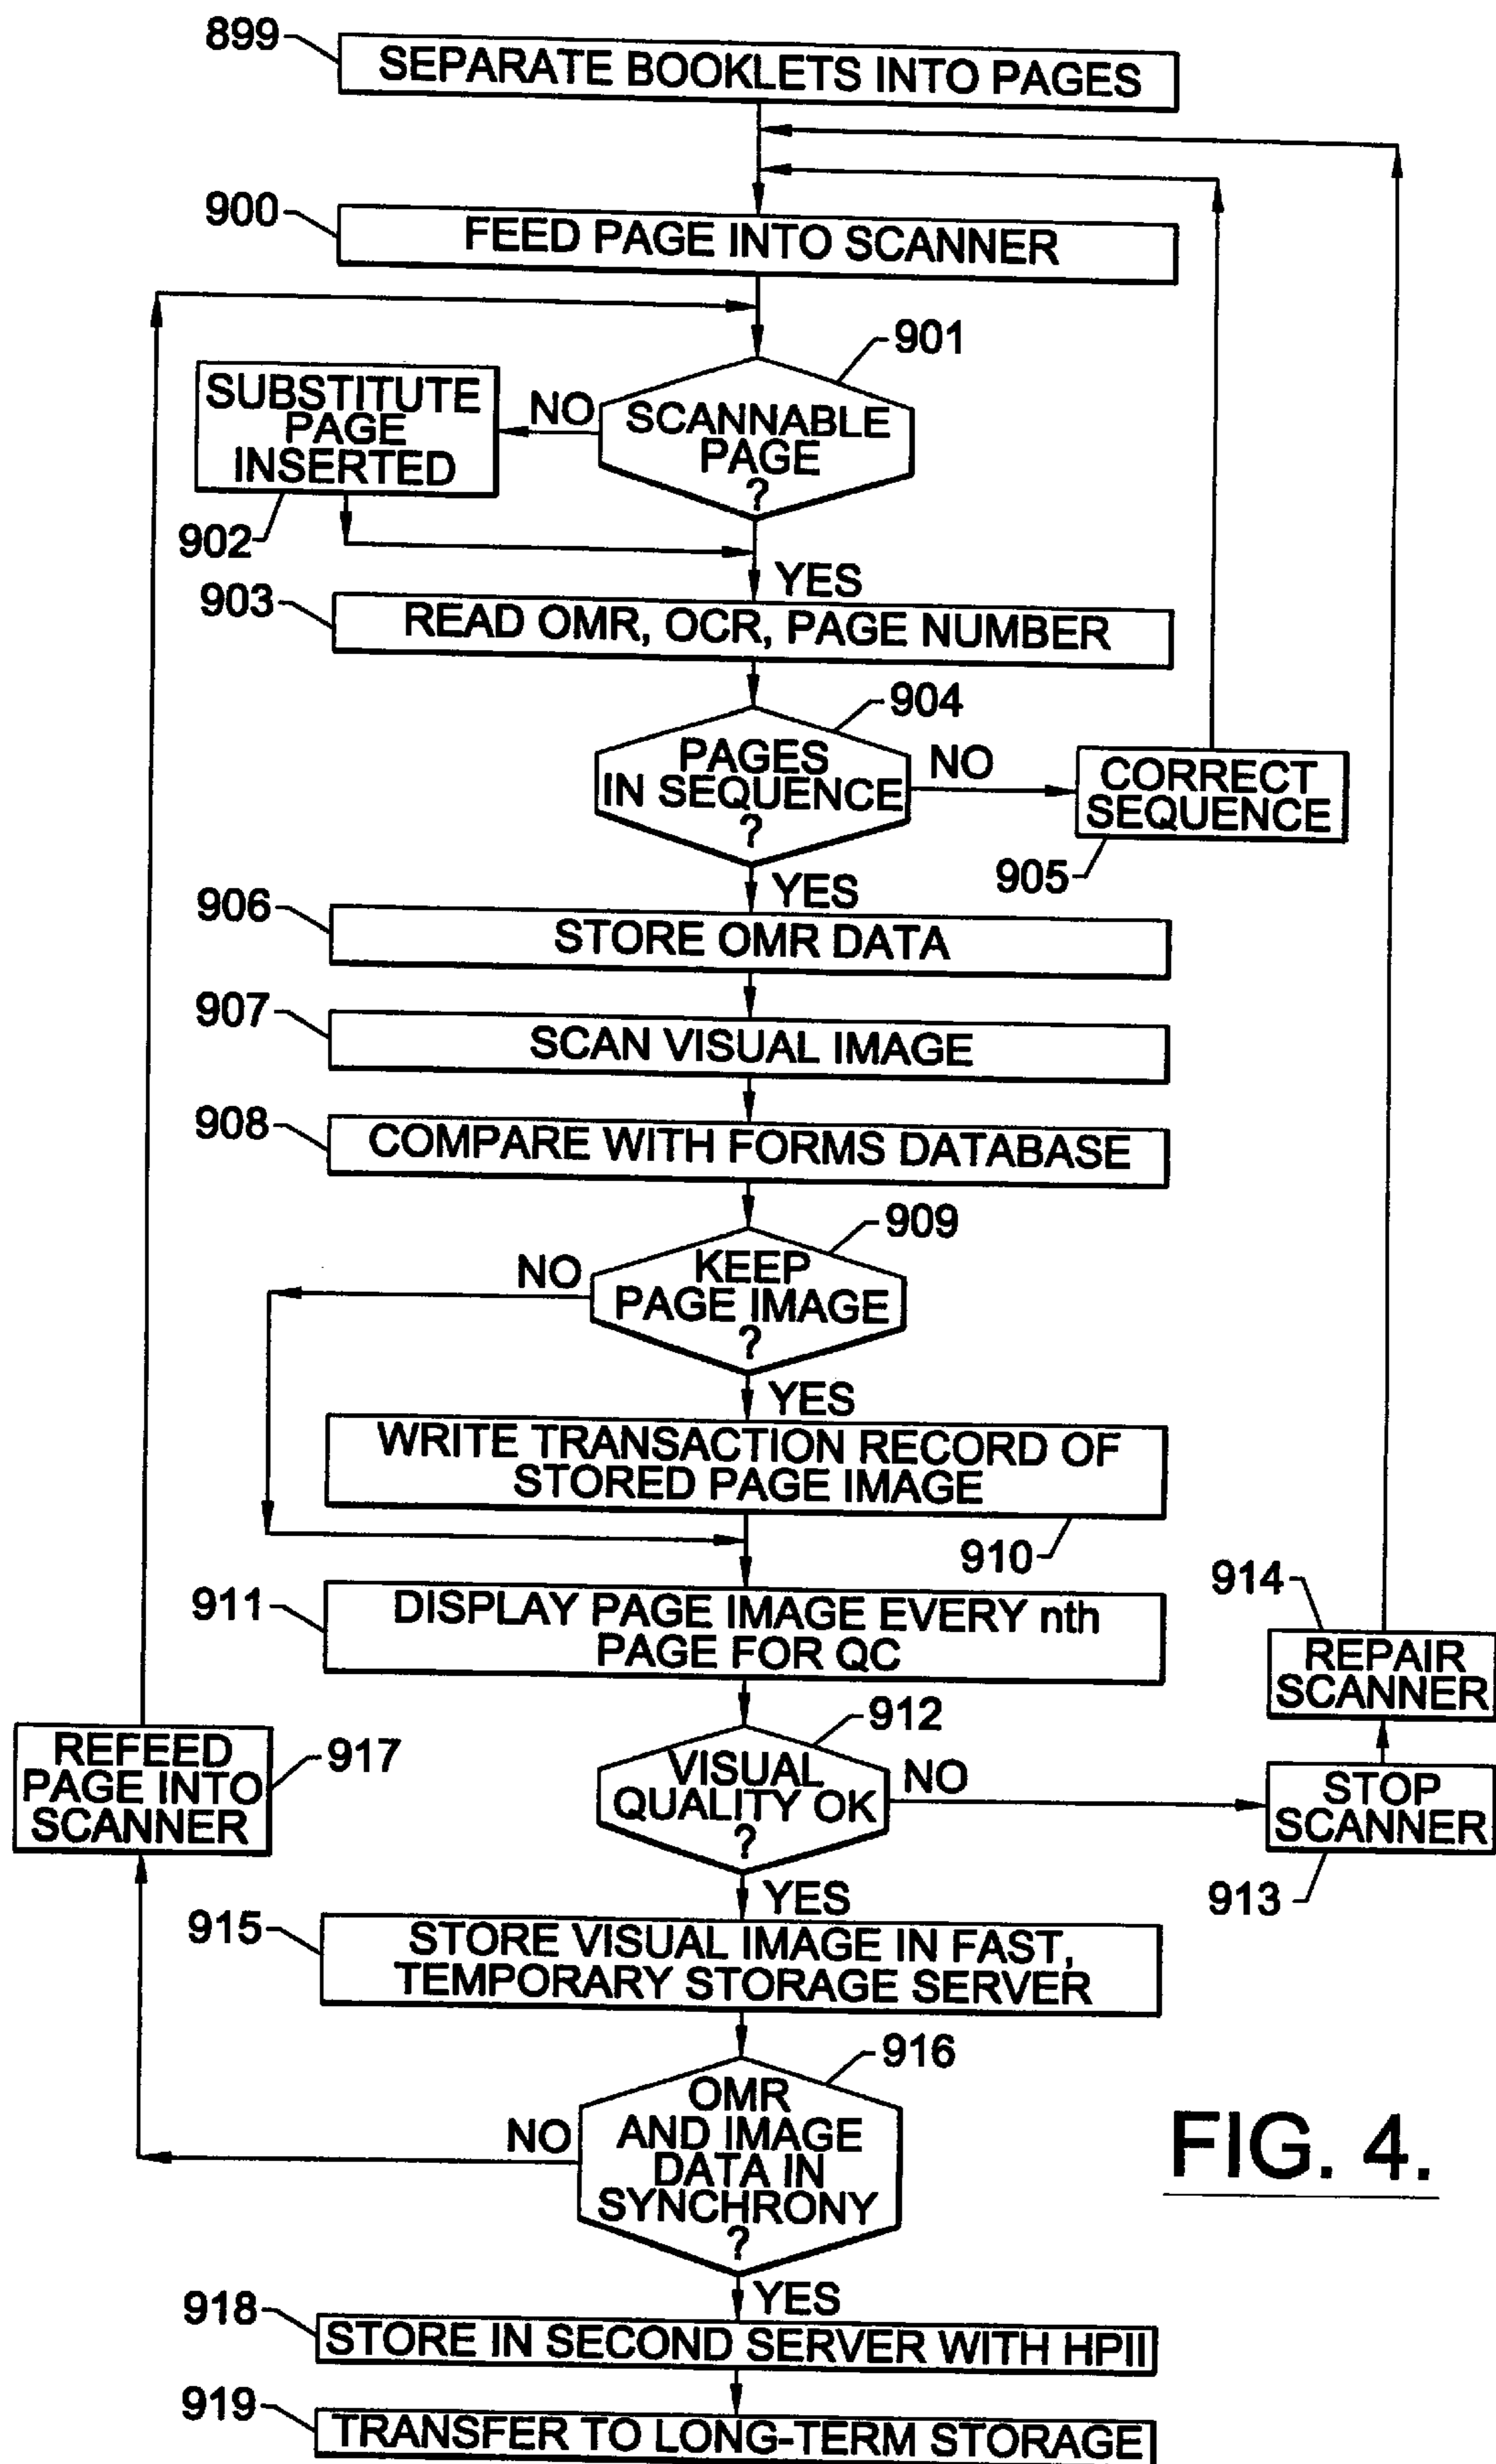 899
SEPARATE BOOKLETS INTO PAGES
900
FEED PAGE INTO SCANNER
901
SCANNABLE
PAGE
?
NO
SUBSTITUTE
PAGE
INSERTED
902
YES
903
READ OMR, OCR, PAGE NUMBER
904
PAGES
IN SEQUENCE
?
NO
CORRECT
SEQUENCE
905
YES
906
STORE OMR DATA
907
SCAN VISUAL IMAGE
908
COMPARE WITH FORMS DATABASE
909
KEEP
PAGE IMAGE
?
NO
YES
WRITE TRANSACTION RECORD OF
STORED PAGE IMAGE
910
911
DISPLAY PAGE IMAGE EVERY nth
PAGE FOR QC
912
VISUAL
QUALITY OK
?
NO
914
REPAIR
SCANNER
STOP
SCANNER
913
REFEED
PAGE INTO
SCANNER
917
YES
915
STORE VISUAL IMAGE IN FAST,
TEMPORARY STORAGE SERVER
916
OMR
AND IMAGE
DATA IN
SYNCHRONY
?
NO
YES
918
STORE IN SECOND SERVER WITH HPII
919
TRANSFER TO LONG-TERM STORAGE
FIG. 4.